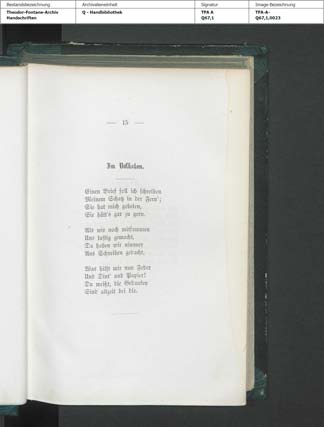 Bestandsbezeichnung Archivalieneinheit Signatur Image-Bezeichnung
Theodor-Fontane-Archiv Q - Handbibliothek TFA A TFA-A-
Handschriften Q67,1 Q67,1,0023
— 15 —
Im Volkston.
Einen Brief soll ich schreiben
Meinem Schatz in der Fern';
Sie hat mich gebeten,
Sie hätt's gar zu gern.
Als wir noch mitsammen
Uns lustig gemacht,
Da haben wir nimmer
Ans Schreiben gedacht.
Was hilft mir nun Feder
Und Dint' und Papier!
Du weißt, die Gedanken
Sind allzeit bei dir.